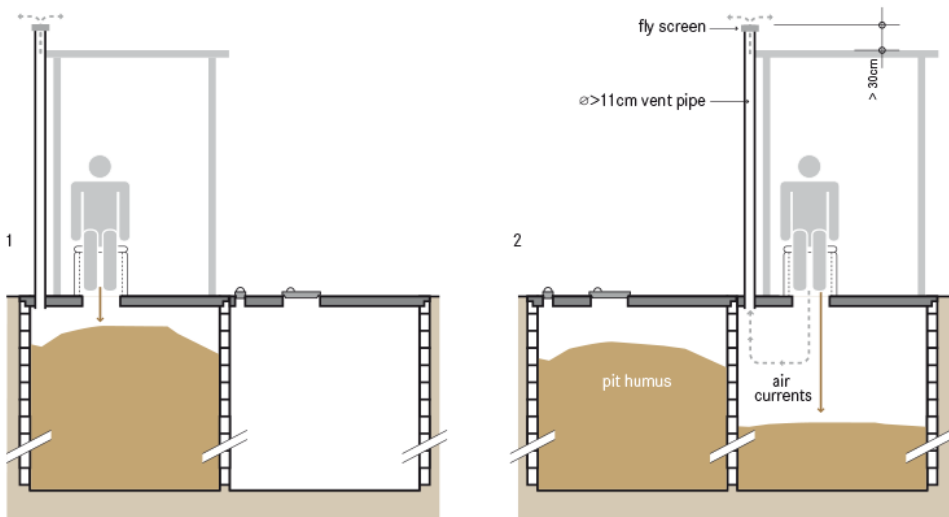 fly screen
> 30cm
⌀>11cm vent pipe
1
2
pit humus
air
currents